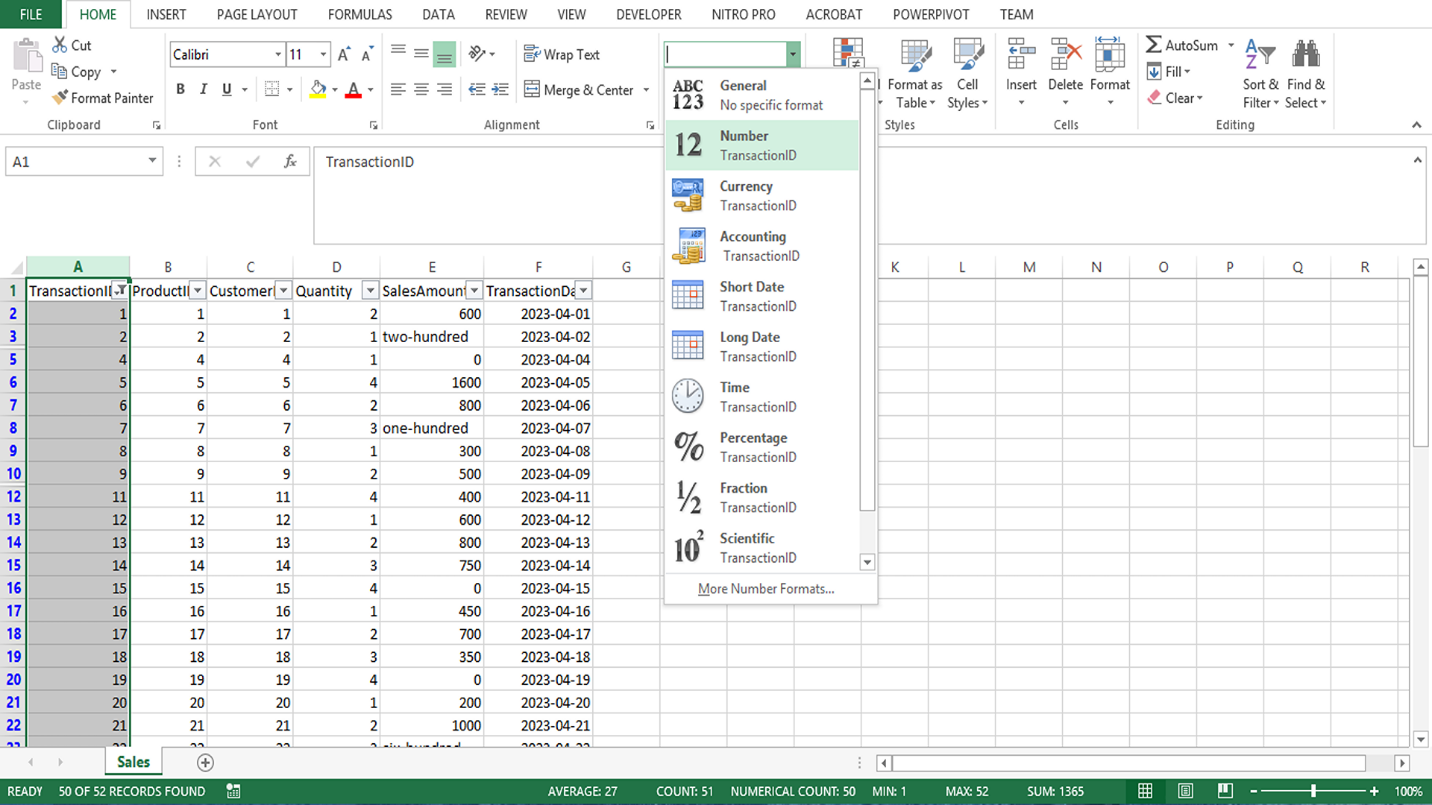 FILE HOME INSERT PAGE LAYOUT FORMULAS DATA REVIEW VIEW DEVELOPER NITRO PRO ACROBAT POWERPIVOT TEAM
Paste
Cut
Copy
Format Painter
Clipboard
Calibri 11
B I U A
Font
Wrap Text
Merge & Center
Alignment
Format as
Table
Cell
Styles
Styles
Insert Delete Format
Cells
AutoSum
Fill
Clear
Sort &
Filter
Find &
Select
Editing
A1 fx TransactionID
ABC
123
General
No specific format
12
Number
TransactionID
Currency
TransactionID
Accounting
TransactionID
Short Date
TransactionID
Long Date
TransactionID
Time
TransactionID
%
Percentage
TransactionID
1/2
Fraction
TransactionID
10²
Scientific
TransactionID
More Number Formats...
A B C D E F G K L M N O P Q R
1 TransactionID ProductI CustomerI Quantity SalesAmount TransactionDa
2 1 1 1 2 600 2023-04-01
3 2 2 2 1 two-hundred 2023-04-02
5 4 4 4 1 0 2023-04-04
6 5 5 5 4 1600 2023-04-05
7 6 6 6 2 800 2023-04-06
8 7 7 7 3 one-hundred 2023-04-07
9 8 8 8 1 300 2023-04-08
10 9 9 9 2 500 2023-04-09
12 11 11 11 4 400 2023-04-11
13 12 12 12 1 600 2023-04-12
14 13 13 13 2 800 2023-04-13
15 14 14 14 3 750 2023-04-14
16 15 15 15 4 0 2023-04-15
17 16 16 16 1 450 2023-04-16
18 17 17 17 2 700 2023-04-17
19 18 18 18 3 350 2023-04-18
20 19 19 19 4 0 2023-04-19
21 20 20 20 1 200 2023-04-20
22 21 21 21 2 1000 2023-04-21
Sales
READY 50 OF 52 RECORDS FOUND AVERAGE: 27 COUNT: 51 NUMERICAL COUNT: 50 MIN: 1 MAX: 52 SUM: 1365 100%